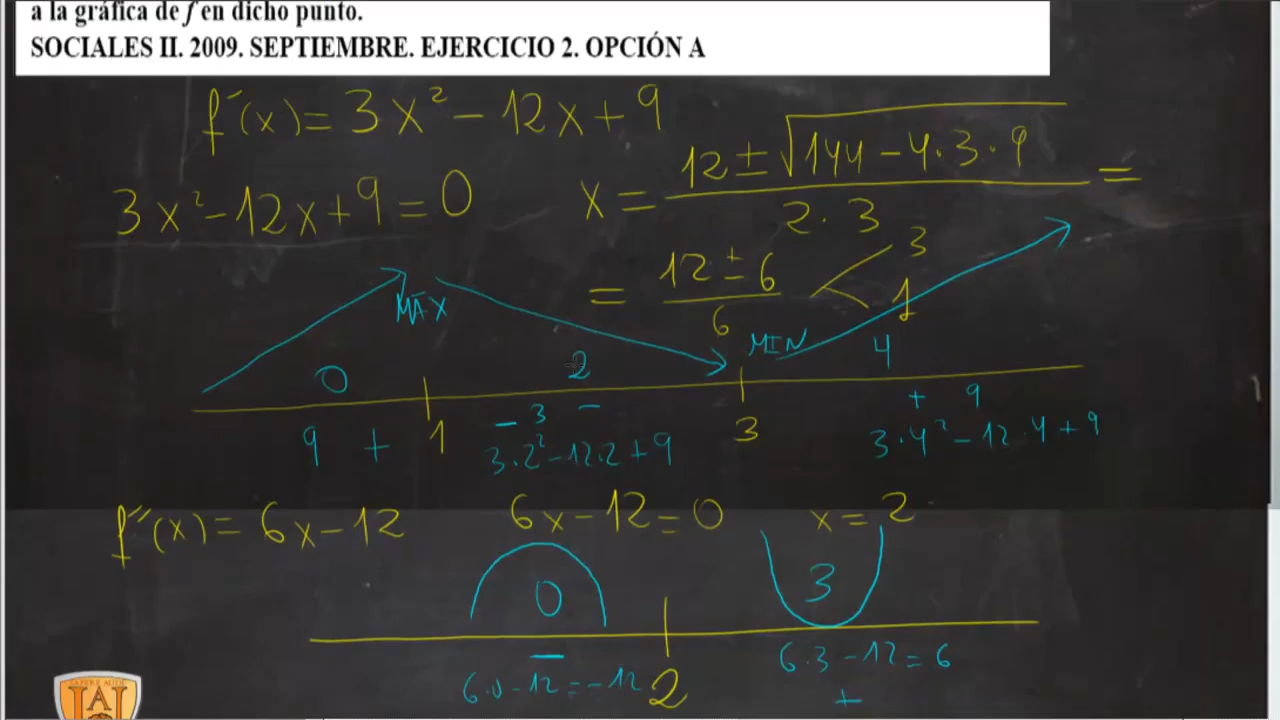 a la gráfica de f en dicho punto.
SOCIALES II. 2009. SEPTIEMBRE. EJERCICIO 2. OPCIÓN A
f´(x) = 3x² - 12x + 9
3x² - 12x + 9 = 0
x = (12 ± √(144 - 4·3·9)) / (2·3) =
= (12 ± 6) / 6 < 3
1
MÁX
MIN
0 2 4
1 3
9 +
- 3 -
3·2² - 12·2 + 9
+ 9
3·4² - 12·4 + 9
f´´(x) = 6x - 12 6x - 12 = 0 x = 2
0 3
2
-
6·0 - 12 = -12
6·3 - 12 = 6
+